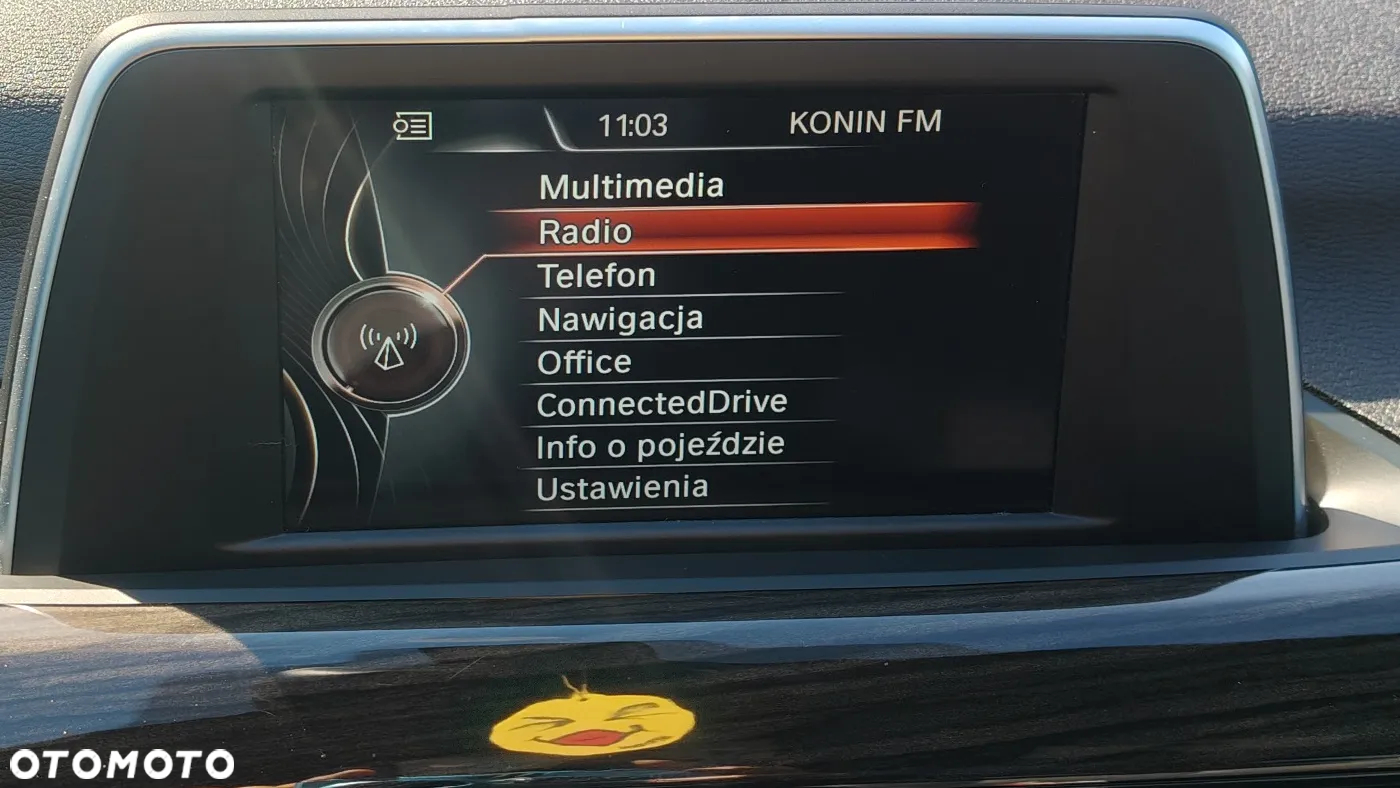 11:03 KONIN FM
Multimedia
Radio
Telefon
Nawigacja
Office
ConnectedDrive
Info o pojeździe
Ustawienia
OTOMOTO